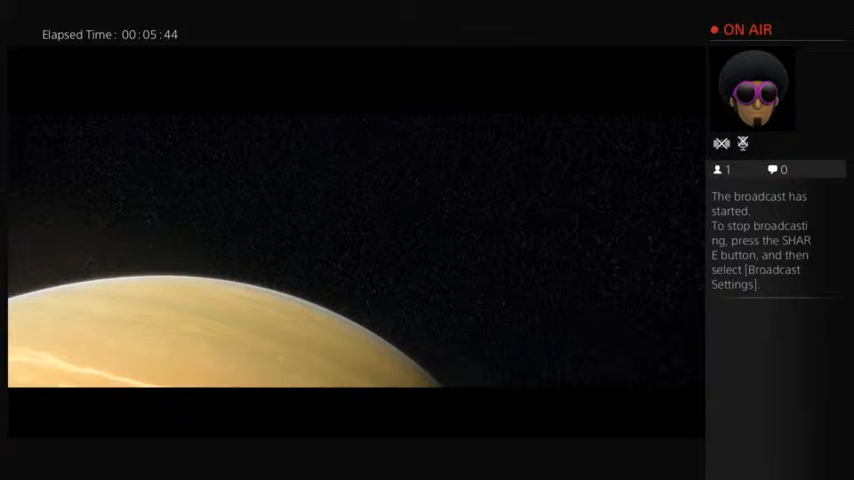 Elapsed Time: 00:05:44
ON AIR
1 0
The broadcast has
started.
To stop broadcasti
ng, press the SHAR
E button, and then
select [Broadcast
Settings].